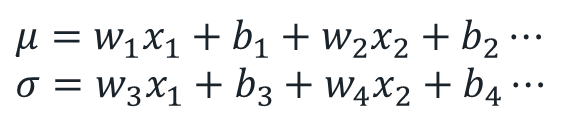 μ = w₁x₁ + b₁ + w₂x₂ + b₂ ⋯
σ = w₃x₁ + b₃ + w₄x₂ + b₄ ⋯